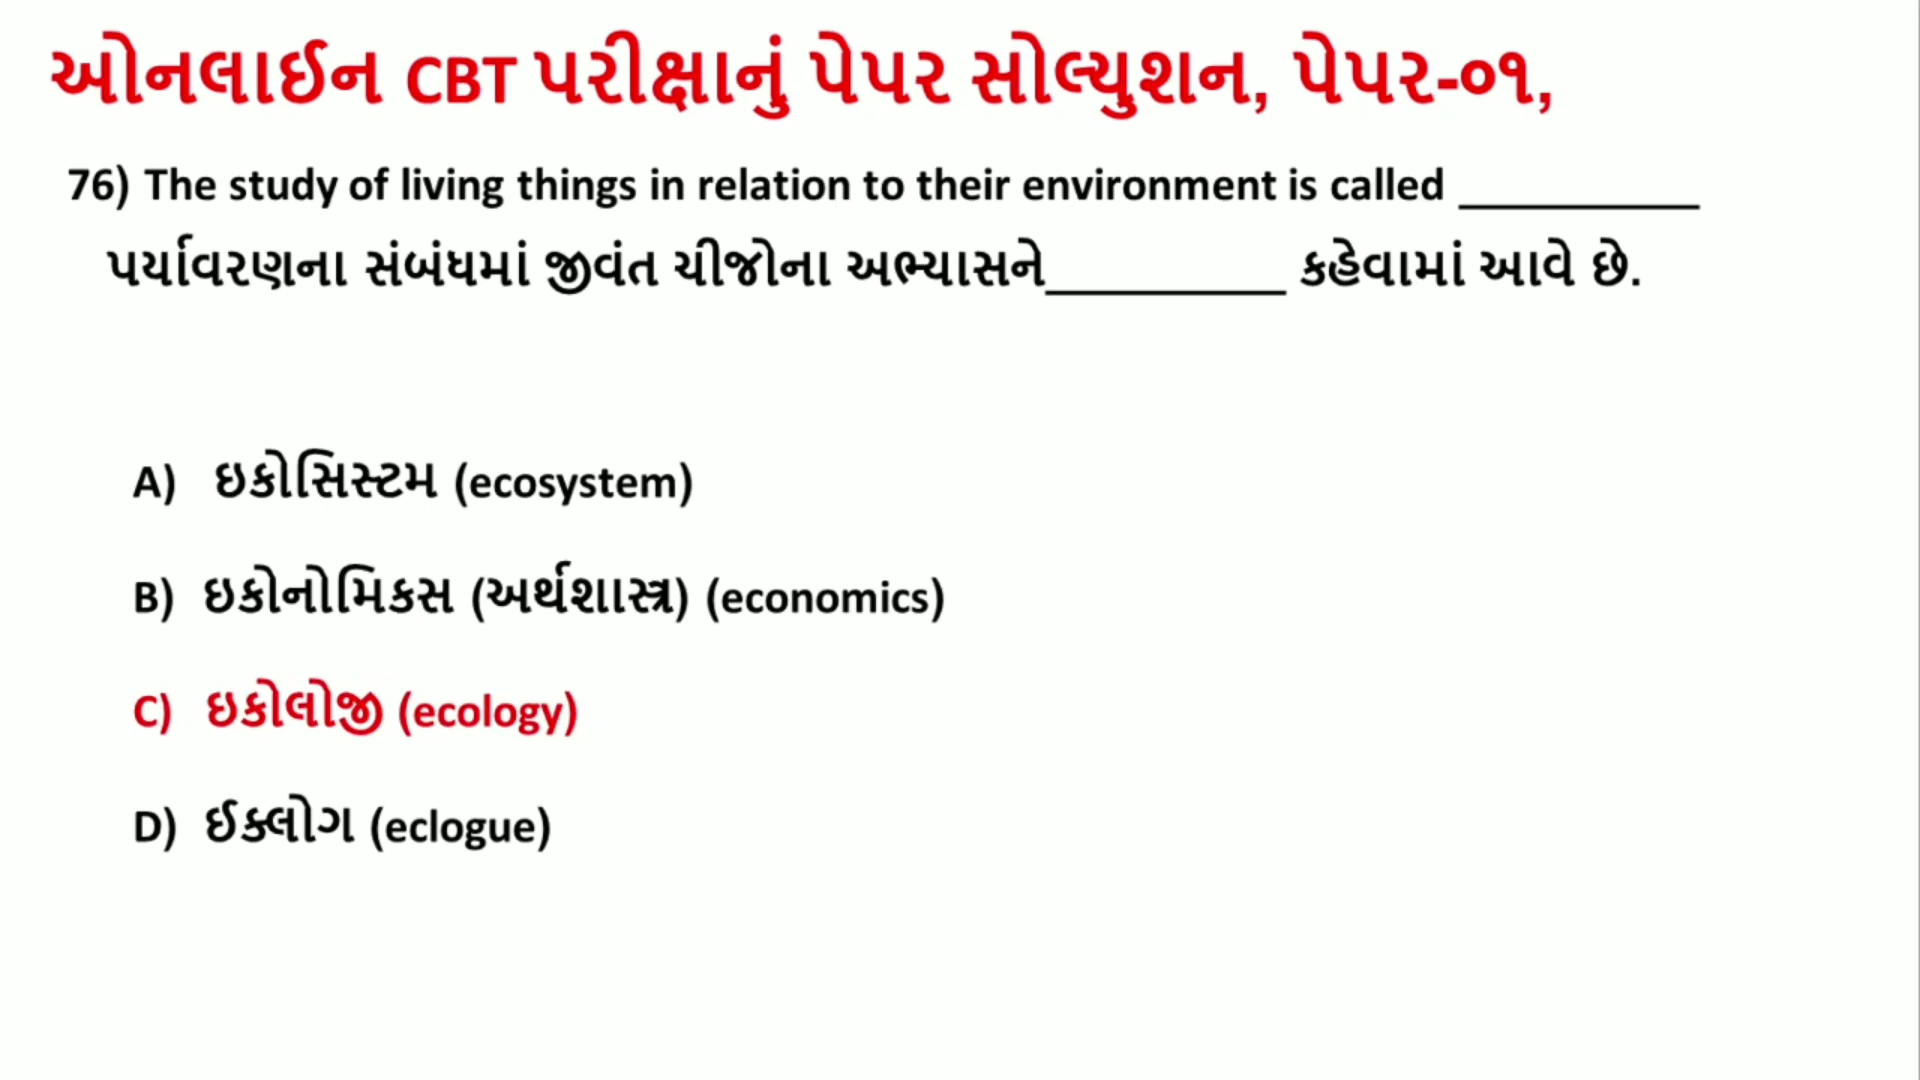 ઓનલાઈન CBT પરીક્ષાનું પેપર સોલ્યુશન, પેપર-૦૧,
76) The study of living things in relation to their environment is called __________
પર્યાવરણના સંબંધમાં જીવંત ચીજોના અભ્યાસને__________ કહેવામાં આવે છે.
A) ઇકોસિસ્ટમ (ecosystem)
B) ઇકોનોમિકસ (અર્થશાસ્ત્ર) (economics)
C) ઇકોલોજી (ecology)
D) ઈક્લોગ (eclogue)